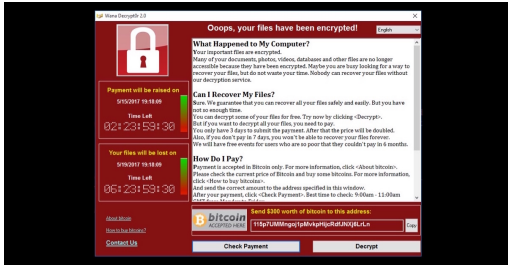 Wana Decrypt0r 2.0
Ooops, your files have been encrypted!
English
What Happened to My Computer?
Your important files are encrypted.
Many of your documents, photos, videos, databases and other files are no longer
accessible because they have been encrypted. Maybe you are busy looking for a way to
recover your files, but do not waste your time. Nobody can recover your files without
our decryption service.
Can I Recover My Files?
Sure. We guarantee that you can recover all your files safely and easily. But you have
not so enough time.
You can decrypt some of your files for free. Try now by clicking <Decrypt>.
But if you want to decrypt all your files, you need to pay.
You only have 3 days to submit the payment. After that the price will be doubled.
Also, if you don't pay in 7 days, you won't be able to recover your files forever.
We will have free events for users who are so poor that they couldn't pay in 6 months.
How Do I Pay?
Payment is accepted in Bitcoin only. For more information, click <About bitcoin>.
Please check the current price of Bitcoin and buy some bitcoins. For more information,
click <How to buy bitcoins>.
And send the correct amount to the address specified in this window.
After your payment, click <Check Payment>. Best time to check: 9:00am - 11:00am
Payment will be raised on
5/15/2017 19:18:09
Time Left
02:23:59:30
Your files will be lost on
5/19/2017 19:18:09
Time Left
06:23:59:30
About bitcoin
How to buy bitcoins?
Contact Us
bitcoin
ACCEPTED HERE
Send $300 worth of bitcoin to this address:
Copy
Check Payment
Decrypt